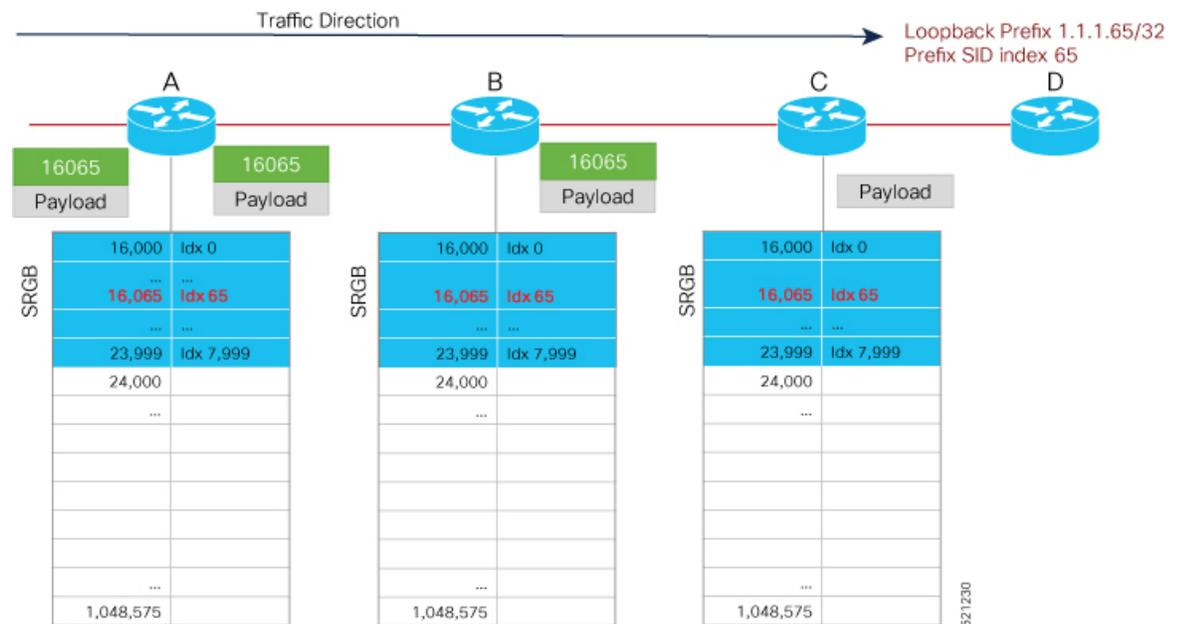 Traffic Direction
Loopback Prefix 1.1.1.65/32
Prefix SID index 65
A
B
C
D
16065
Payload
16065
Payload
16065
Payload
Payload
SRGB
16,000 Idx 0
... ...
16,065 Idx 65
... ...
23,999 Idx 7,999
24,000
...
...
1,048,575
SRGB
16,000 Idx 0
16,065 Idx 65
... ...
23,999 Idx 7,999
24,000
...
...
1,048,575
SRGB
16,000 Idx 0
16,065 Idx 65
... ...
23,999 Idx 7,999
24,000
...
...
1,048,575
521230